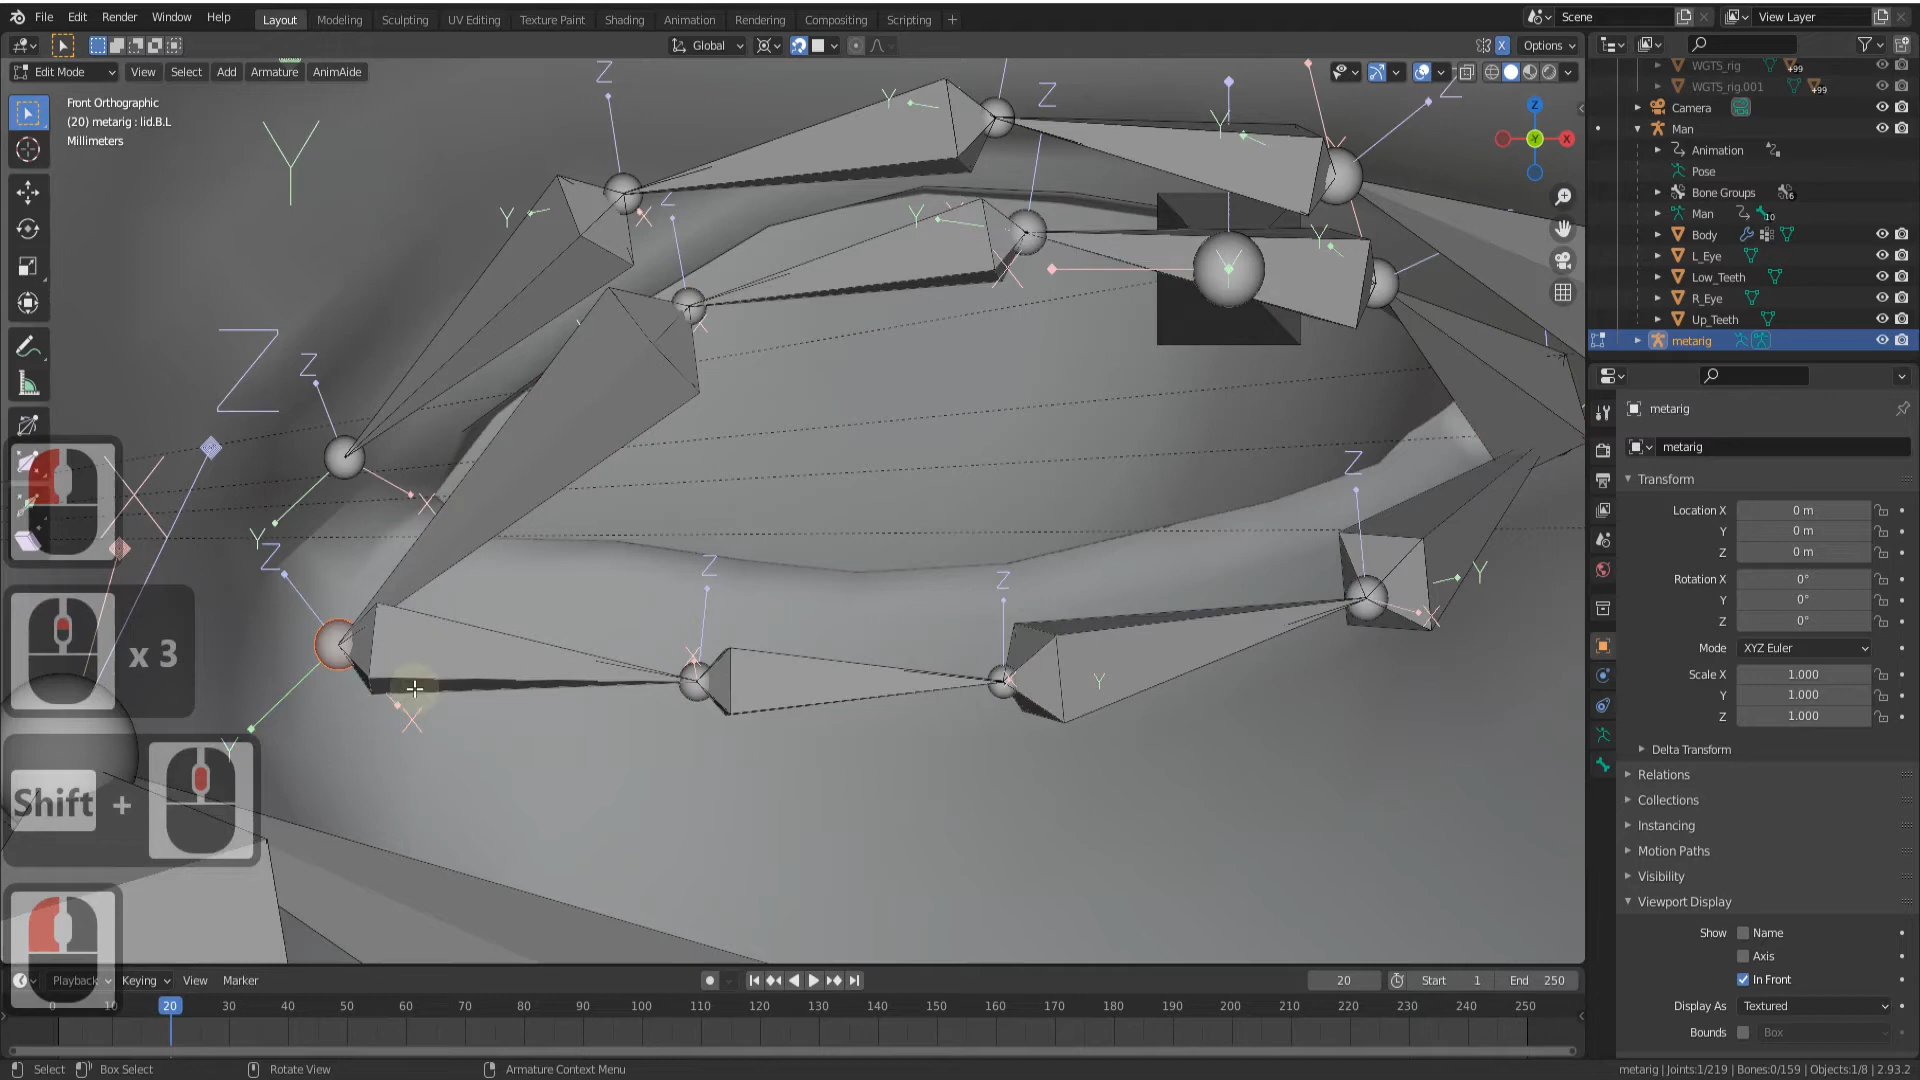 File Edit Render Window Help
Layout Modeling Sculpting UV Editing Texture Paint Shading Animation Rendering Compositing Scripting +
Scene
View Layer
Global
Options
Edit Mode View Select Add Armature AnimAide
Front Orthographic
(20) metarig : lid.B.L
Millimeters
WGTS_rig
+99
WGTS_rig.001
+99
Camera
Man
Animation
Pose
Bone Groups
16
Man
10
Body
L_Eye
Low_Teeth
R_Eye
Up_Teeth
metarig
metarig
metarig
Transform
Location X 0 m
Y 0 m
Z 0 m
Rotation X 0°
Y 0°
Z 0°
Mode XYZ Euler
Scale X 1.000
Y 1.000
Z 1.000
Delta Transform
Relations
Collections
Instancing
Motion Paths
Visibility
Viewport Display
Show Name
Axis
In Front
Display As Textured
Bounds Box
x 3
Shift +
Playback Keying View Marker
20
Start 1
End 250
0 10 20 30 40 50 60 70 80 90 100 110 120 130 140 150 160 170 180 190 200 210 220 230 240 250
Select Box Select Rotate View Armature Context Menu
metarig | Joints:1/219 | Bones:0/159 | Objects:1/8 | 2.93.2